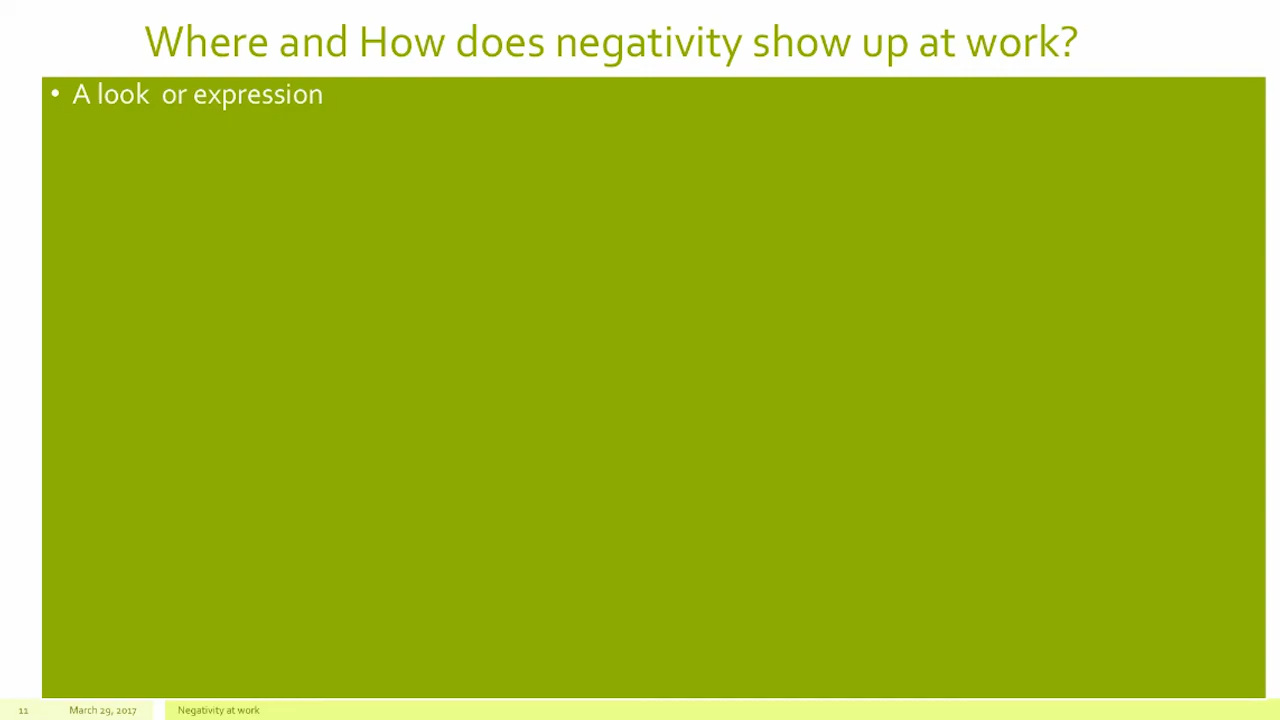 Where and How does negativity show up at work?
• A look  or expression
11 March 29, 2017 Negativity at work